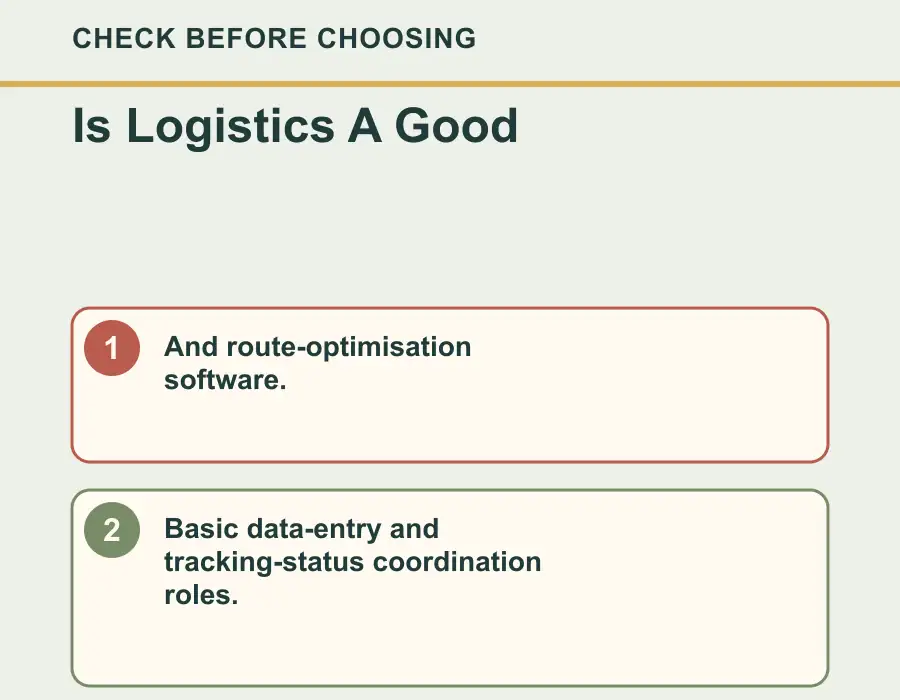 CHECK BEFORE CHOOSING
Is Logistics A Good
1
And route-optimisation
software.
2
Basic data-entry and
tracking-status coordination
roles.